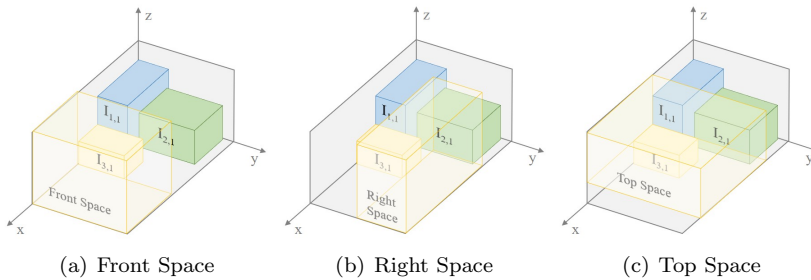 z
I1,1
I2,1
I3,1
Front Space
y
x
(a) Front Space
z
I1,1
I2,1
I3,1
Right
Space
y
x
(b) Right Space
z
I1,1
I2,1
I3,1
Top Space
y
x
(c) Top Space